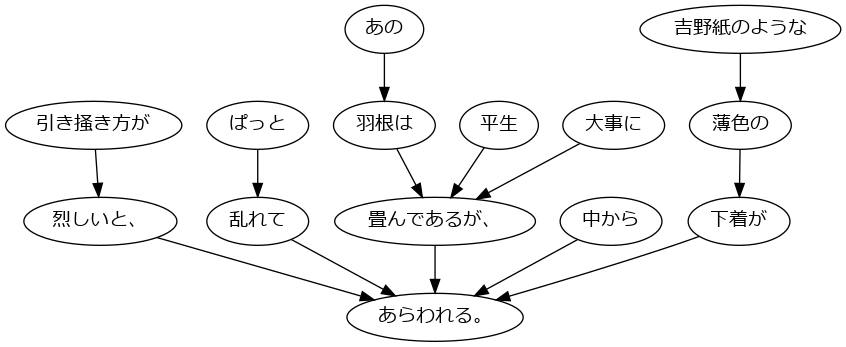 あの 吉野紙のような
引き掻き方が ぱっと 羽根は 平生 大事に 薄色の
烈しいと、 乱れて 畳んであるが、 中から 下着が
あらわれる。